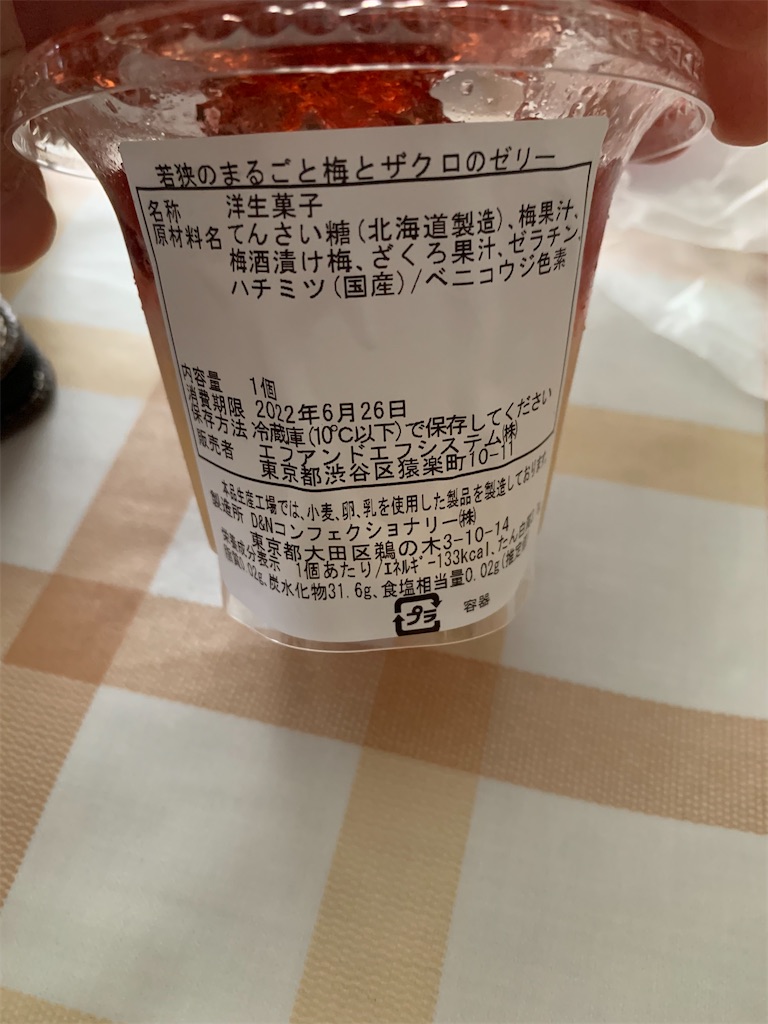 若狭のまるごと梅とザクロのゼリー
名称 洋生菓子
原材料名 てんさい糖(北海道製造)、梅果汁、
梅酒漬け梅、ざくろ果汁、ゼラチン、
ハチミツ(国産)/ベニコウジ色素
内容量 1個
消費期限 2022年6月26日
保存方法 冷蔵庫(10℃以下)で保存してください
販売者 エフアンドエフシステム㈱
東京都渋谷区猿楽町10-11
本品生産工場では、小麦、卵、乳を使用した製品を製造しております。
製造所 D&Nコンフェクショナリー㈱
東京都大田区鵜の木3-10-14
栄養成分表示 1個あたり/エネルギー133kcal、たん白質
脂質0.02g、炭水化物31.6g、食塩相当量0.02g(推定値
プラ 容器